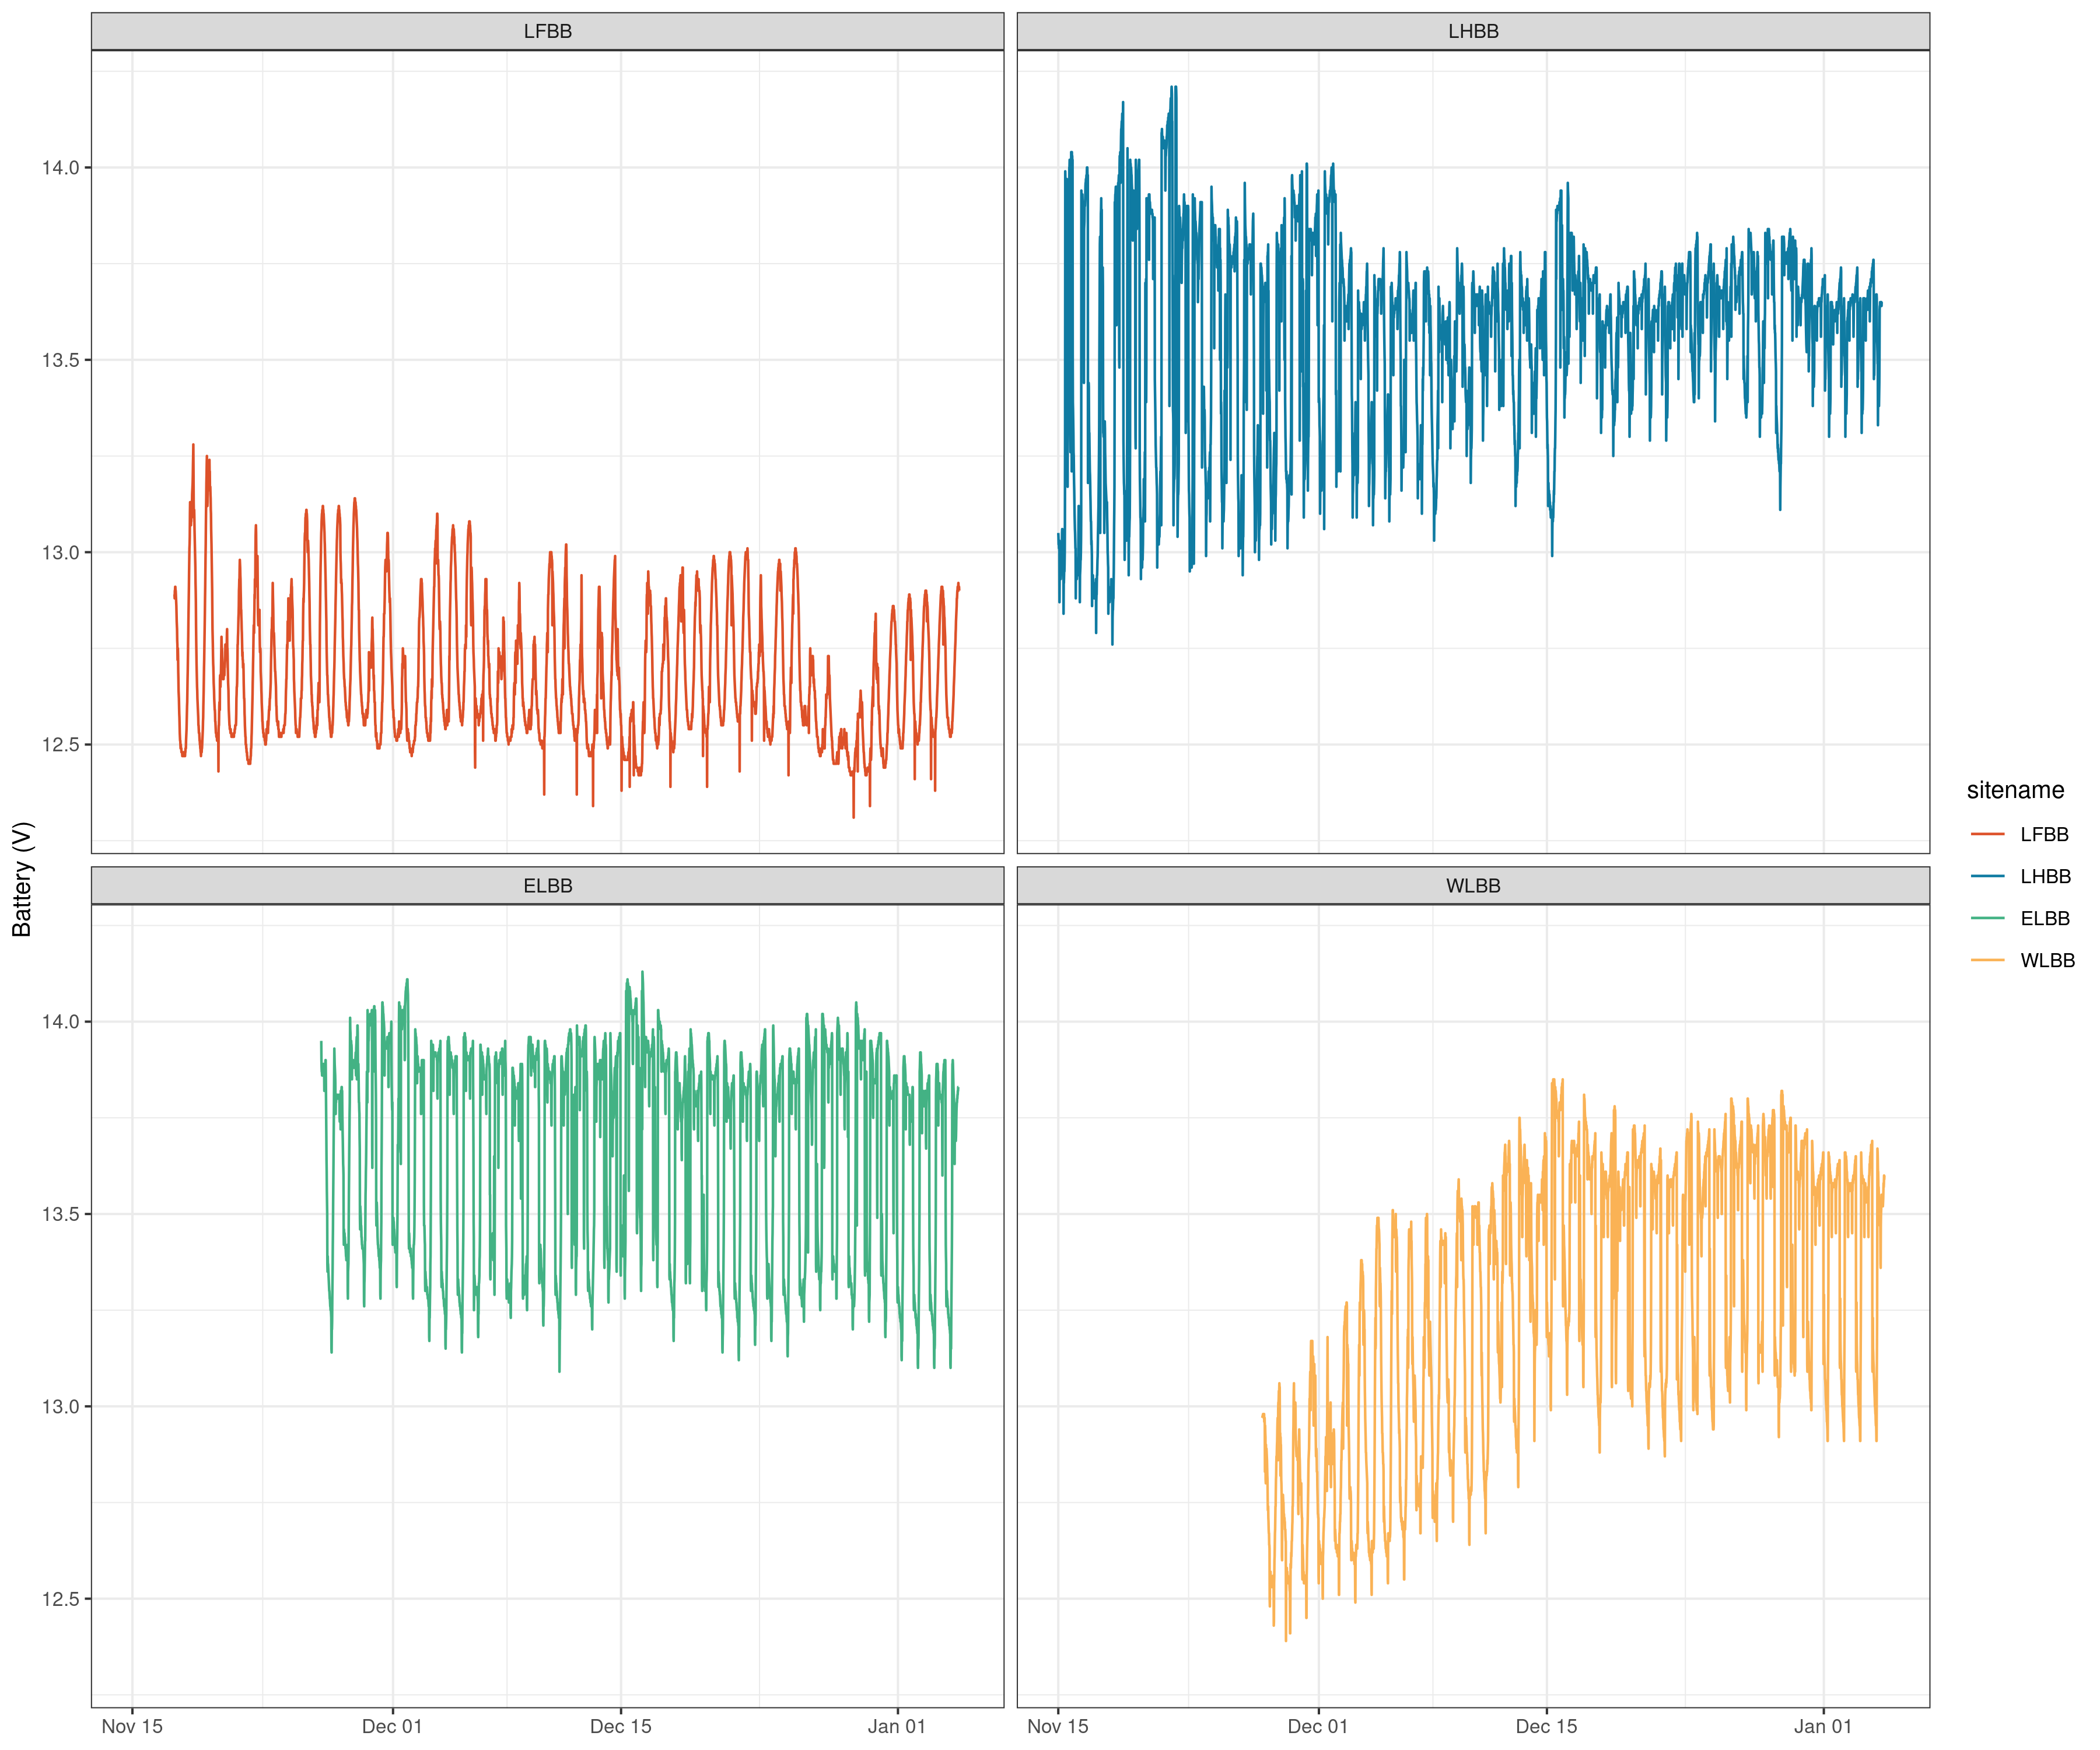 LFBB
LHBB
14.0
13.5
13.0
12.5
Battery (V)
ELBB
WLBB
14.0
13.5
13.0
12.5
Nov 15
Dec 01
Dec 15
Jan 01
Nov 15
Dec 01
Dec 15
Jan 01
sitename
LFBB
LHBB
ELBB
WLBB